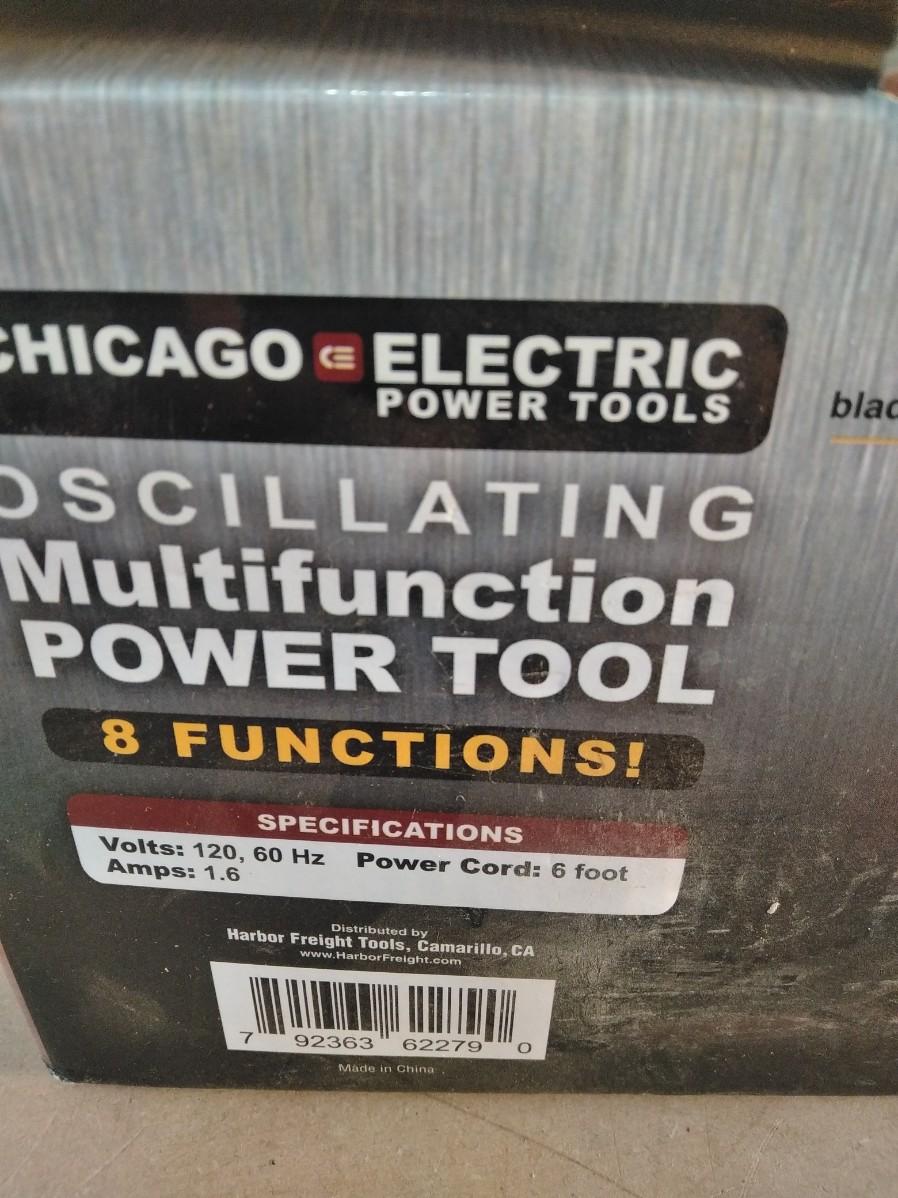 CHICAGO ELECTRIC
POWER TOOLS
OSCILLATING
Multifunction
POWER TOOL
8 FUNCTIONS!
SPECIFICATIONS
Volts: 120, 60 Hz Power Cord: 6 foot
Amps: 1.6
Distributed by
Harbor Freight Tools, Camarillo, CA
www.HarborFreight.com
7 92363 62279 0
Made in China